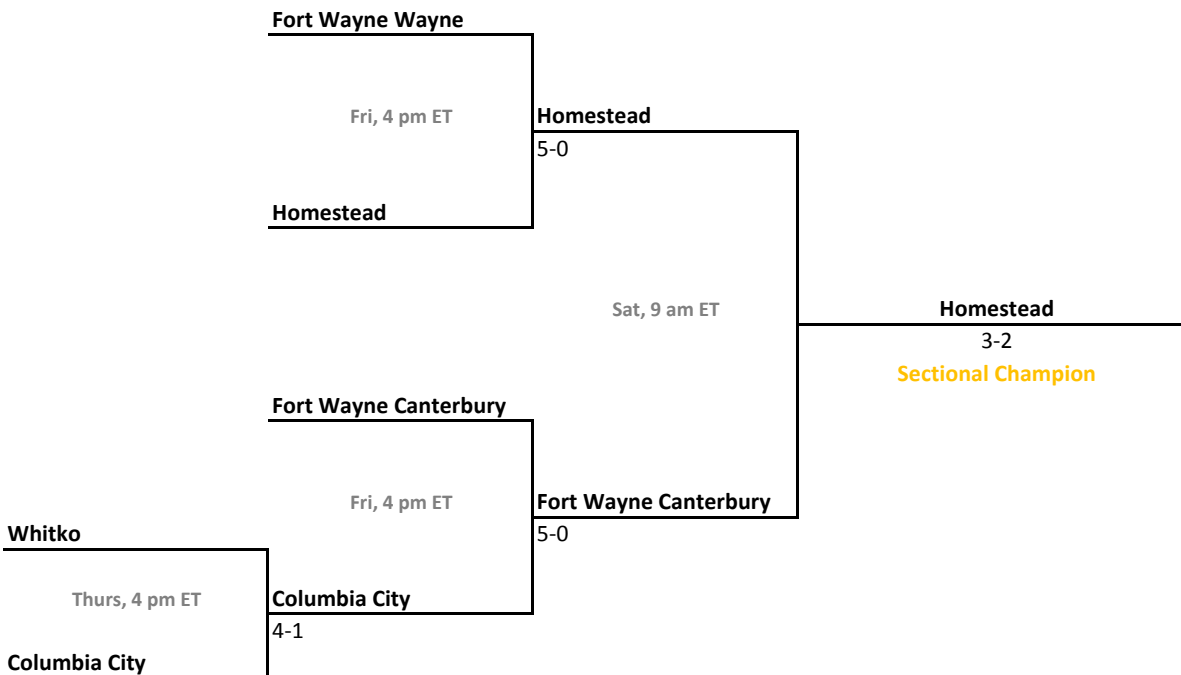 Fort Wayne Wayne
Fri, 4 pm ET
Homestead
5-0
Homestead
Sat, 9 am ET
Homestead
3-2
Sectional Champion
Fort Wayne Canterbury
Fri, 4 pm ET
Fort Wayne Canterbury
5-0
Whitko
Thurs, 4 pm ET
Columbia City
4-1
Columbia City